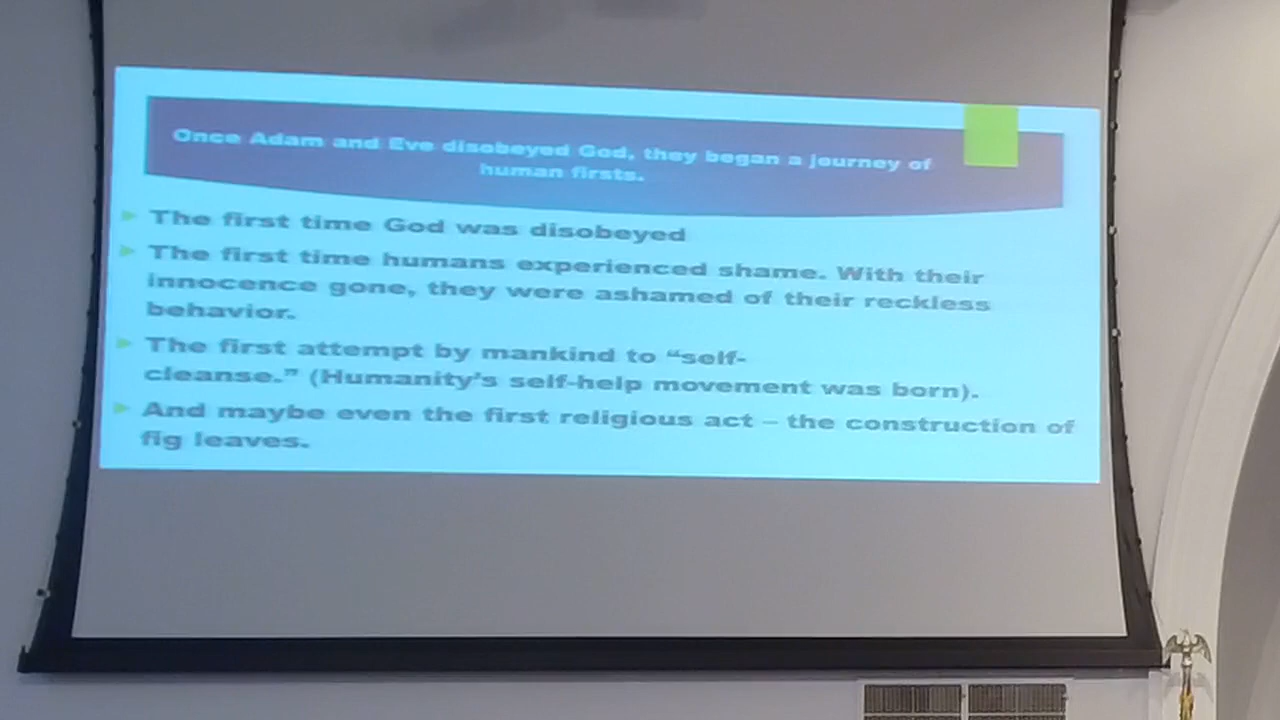 Once Adam and Eve disobeyed God, they began a journey of
human firsts.
The first time God was disobeyed
The first time humans experienced shame. With their
innocence gone, they were ashamed of their reckless
behavior.
The first attempt by mankind to “self-
cleanse.” (Humanity’s self-help movement was born).
And maybe even the first religious act – the construction of
fig leaves.